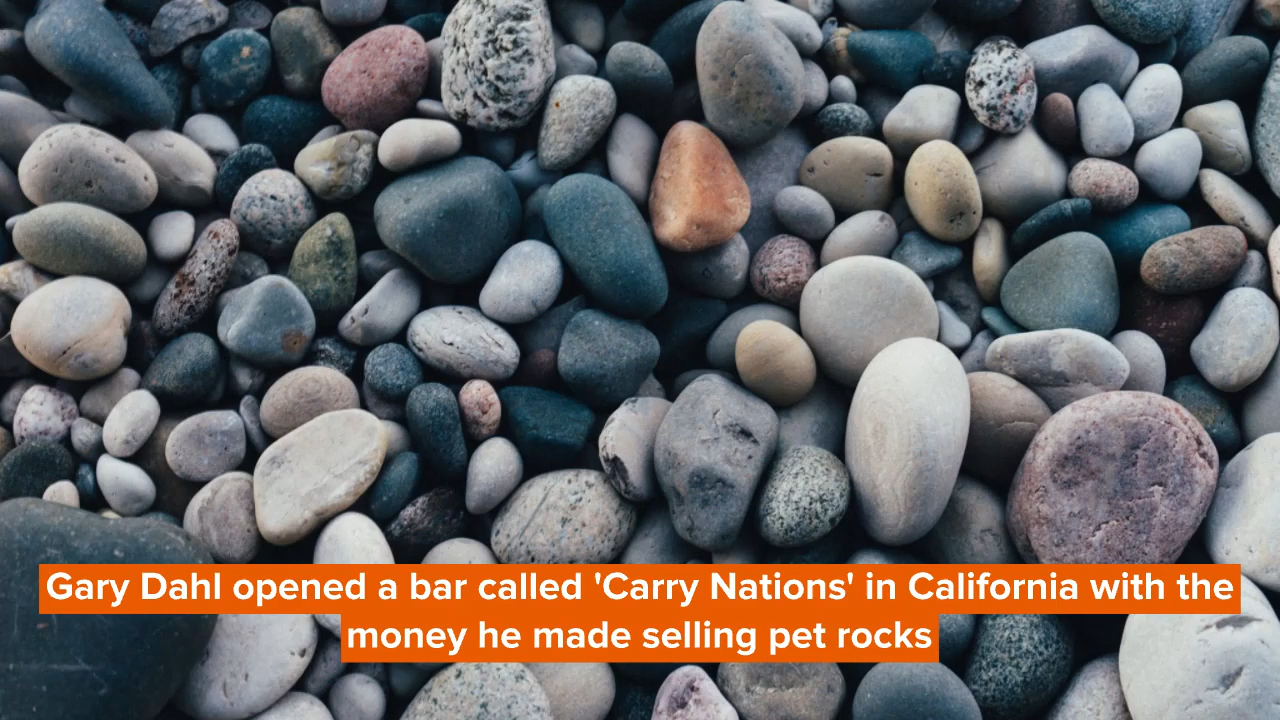 Gary Dahl opened a bar called 'Carry Nations' in California with the
money he made selling pet rocks